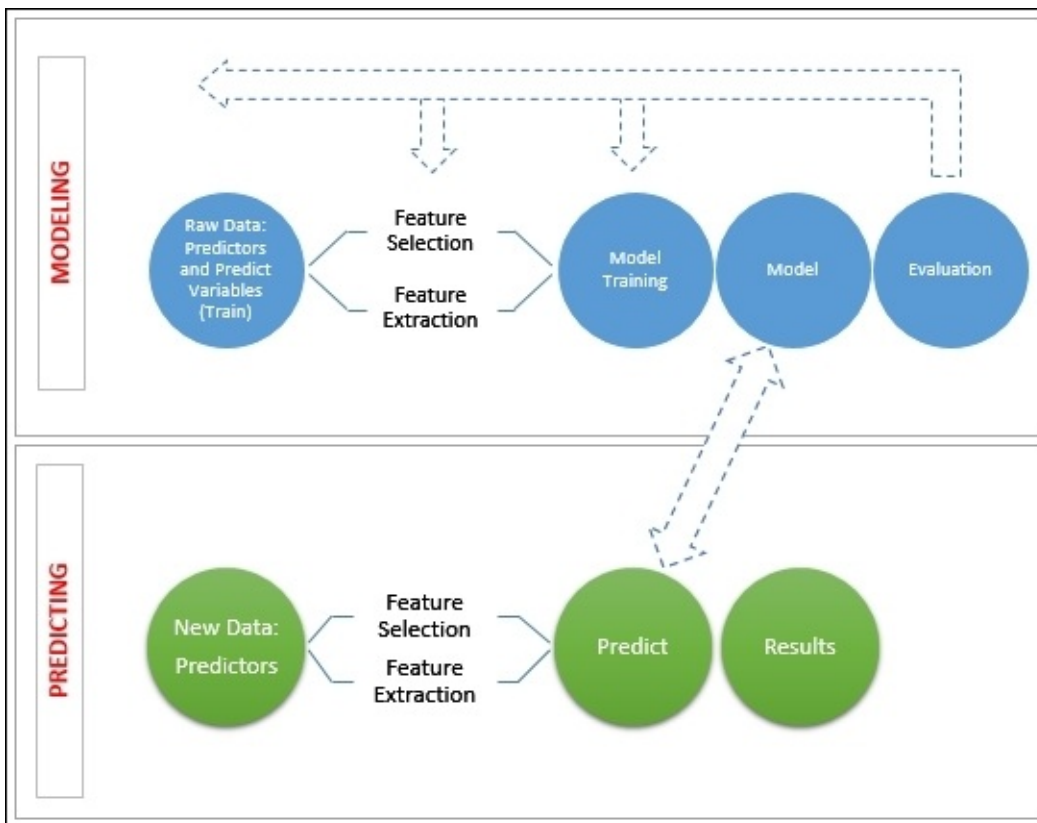 MODELING
Raw Data:
Predictors
and Predict
Variables
(Train)
Feature
Selection
Feature
Extraction
Model
Training
Model
Evaluation
PREDICTING
New Data:
Predictors
Feature
Selection
Feature
Extraction
Predict
Results